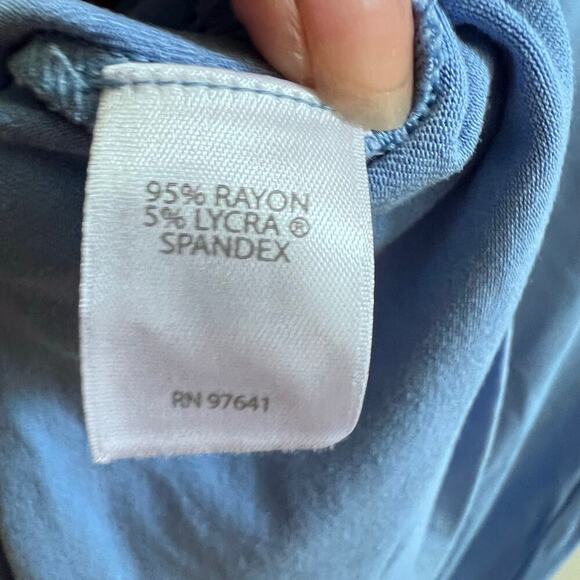 95% RAYON
5% LYCRA ®
SPANDEX
RN 97641